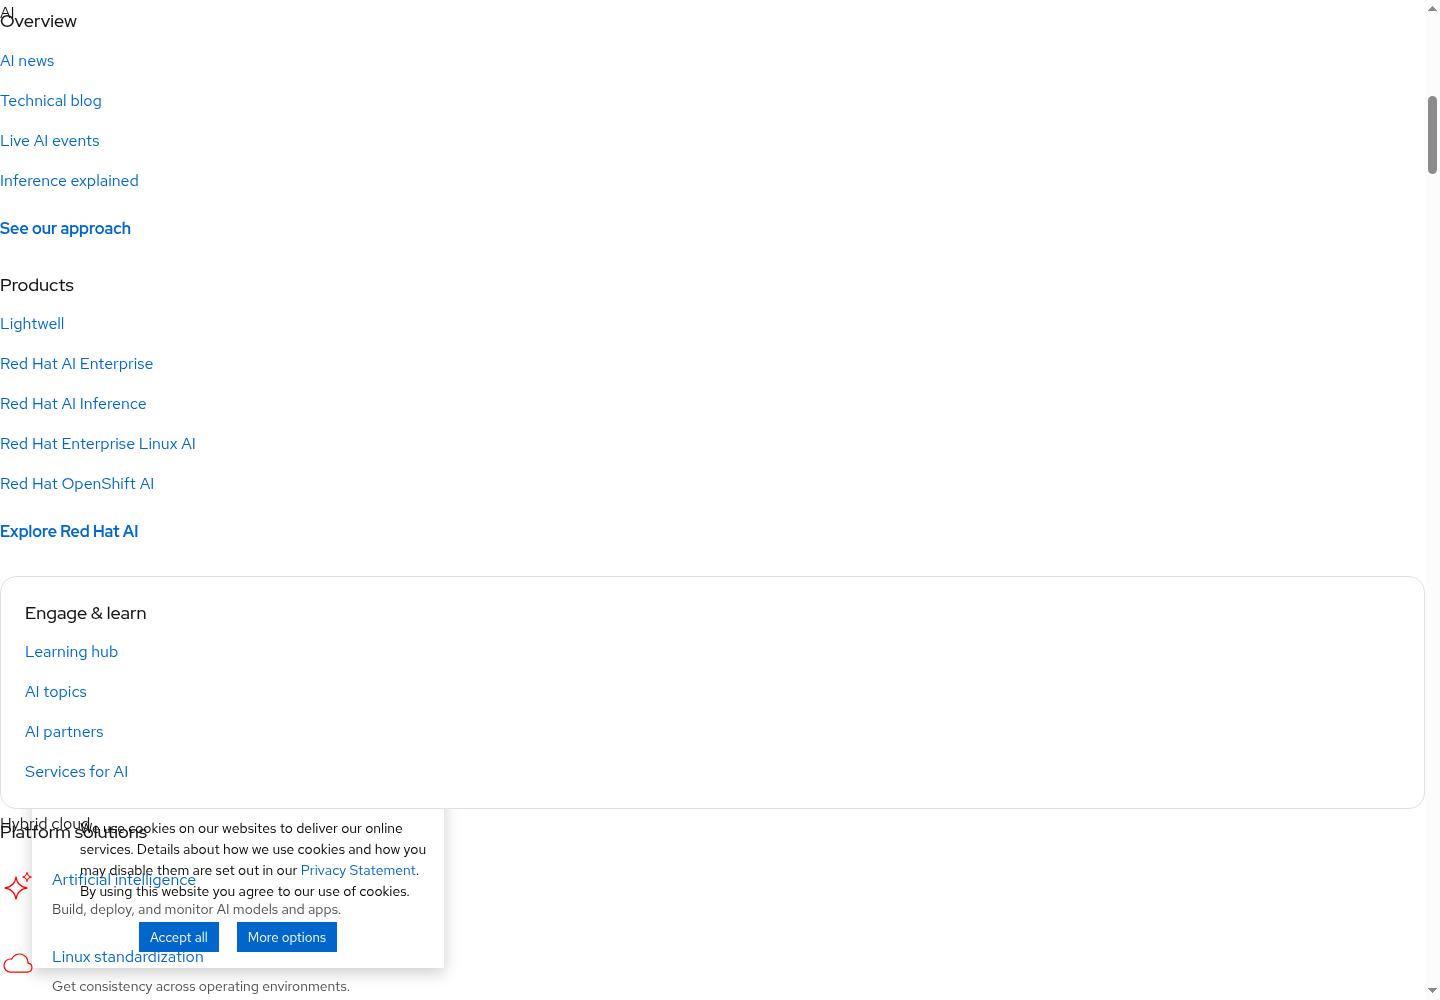 AI
Overview
AI news
Technical blog
Live AI events
Inference explained
See our approach
Products
Lightwell
Red Hat AI Enterprise
Red Hat AI Inference
Red Hat Enterprise Linux AI
Red Hat OpenShift AI
Explore Red Hat AI
Engage & learn
Learning hub
AI topics
AI partners
Services for AI
Hybrid cloud
Platform solutions
We use cookies on our websites to deliver our online
services. Details about how we use cookies and how you
may disable them are set out in our Privacy Statement.
By using this website you agree to our use of cookies.
Artificial intelligence
Build, deploy, and monitor AI models and apps.
Accept all
More options
Linux standardization
Get consistency across operating environments.